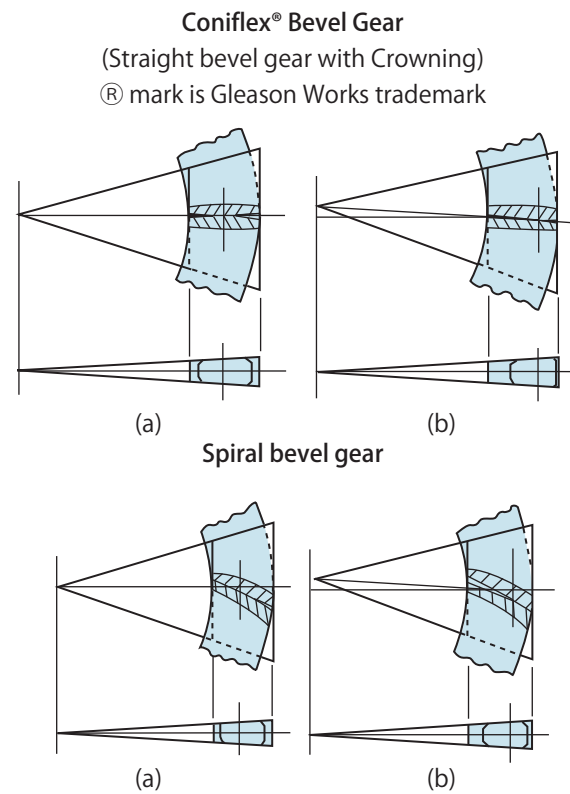 Coniflex® Bevel Gear
(Straight bevel gear with Crowning)
Ⓡ mark is Gleason Works trademark
(a)
(b)
Spiral bevel gear
(a)
(b)